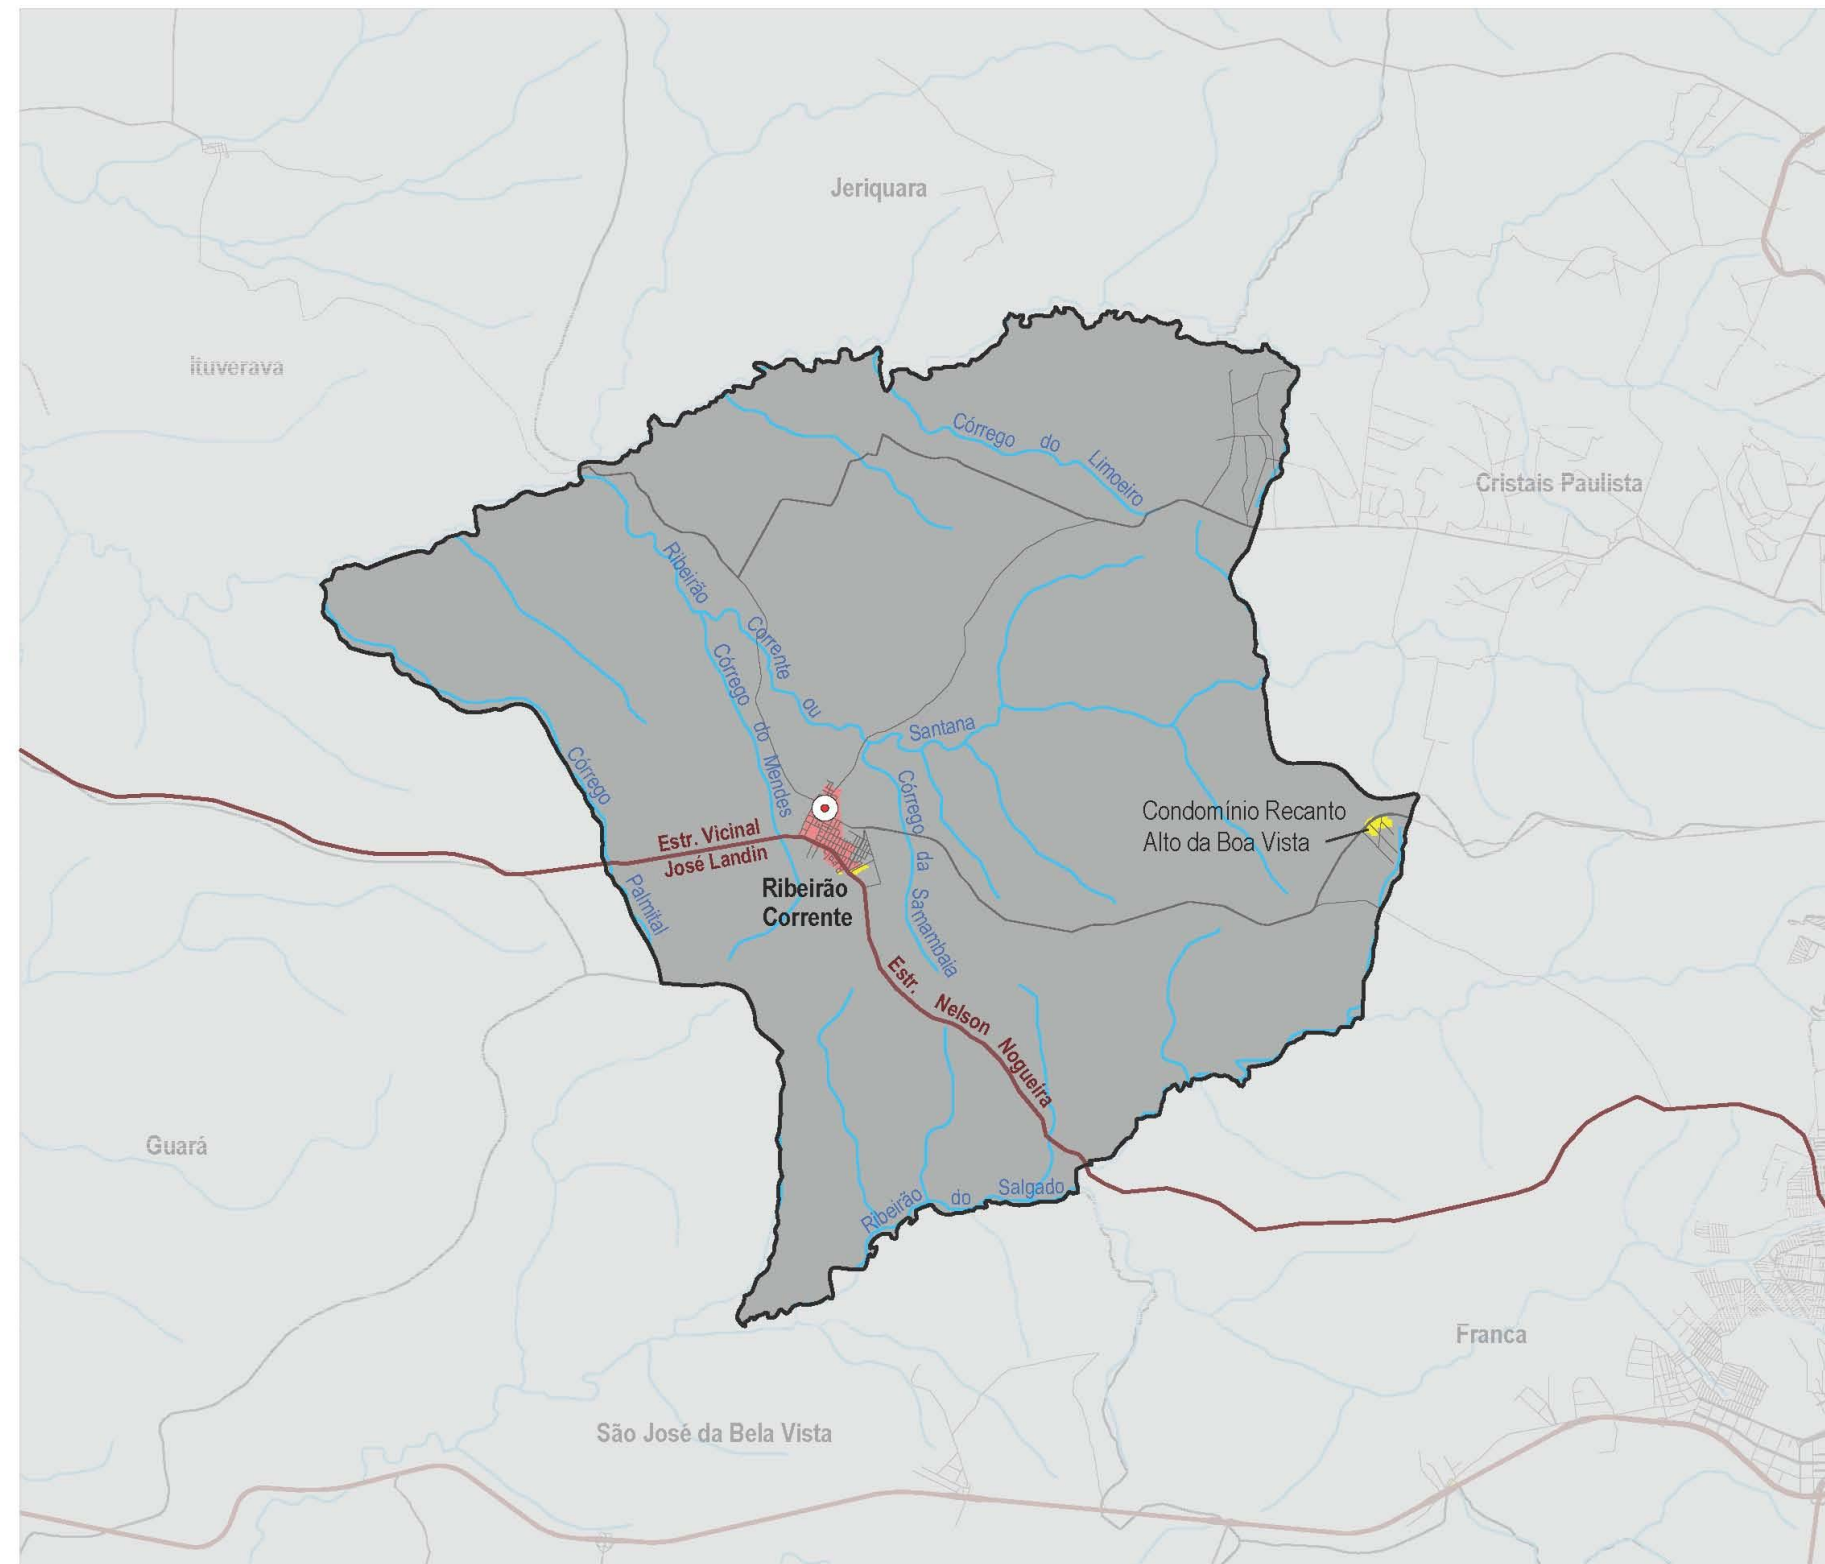 Jeriquara
Ituverava
Córrego do Limoeiro
Cristais Paulista
Ribeirão Corrente ou Santana
Córrego do Mendes
Córrego Palmital
Córrego da Samambaia
Condomínio Recanto
Alto da Boa Vista
Estr. Vicinal
José Landin
Ribeirão
Corrente
Estr. Nelson Nogueira
Guará
Ribeirão do Salgado
Franca
São José da Bela Vista